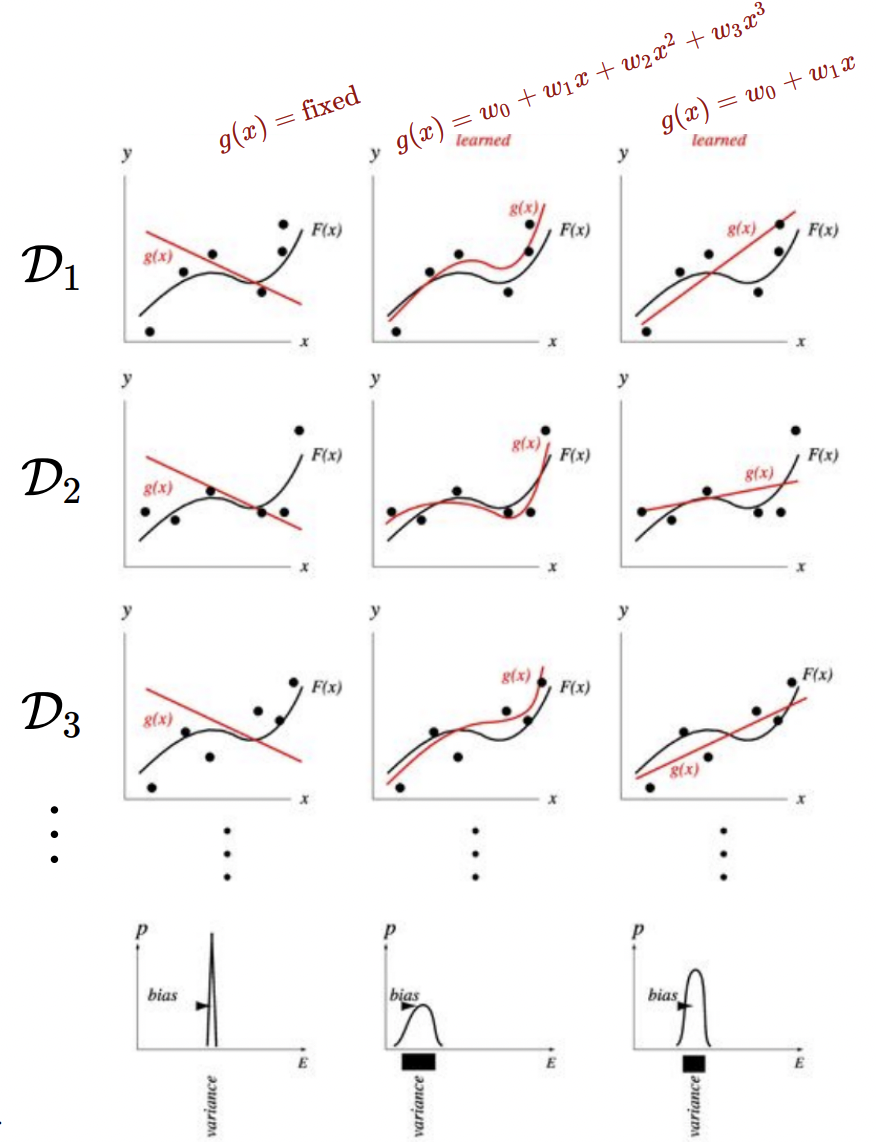 g(x) = fixed
g(x) = w₀ + w₁x + w₂x² + w₃x³
learned
g(x) = w₀ + w₁x
learned
𝒟₁
y
g(x)
F(x)
x
y
g(x)
F(x)
x
y
g(x)
F(x)
x
𝒟₂
y
g(x)
F(x)
x
y
g(x)
F(x)
x
y
g(x)
F(x)
x
𝒟₃
y
g(x)
F(x)
x
y
g(x)
F(x)
x
y
g(x)
F(x)
x
p
bias
E
variance
p
bias
E
variance
p
bias
E
variance